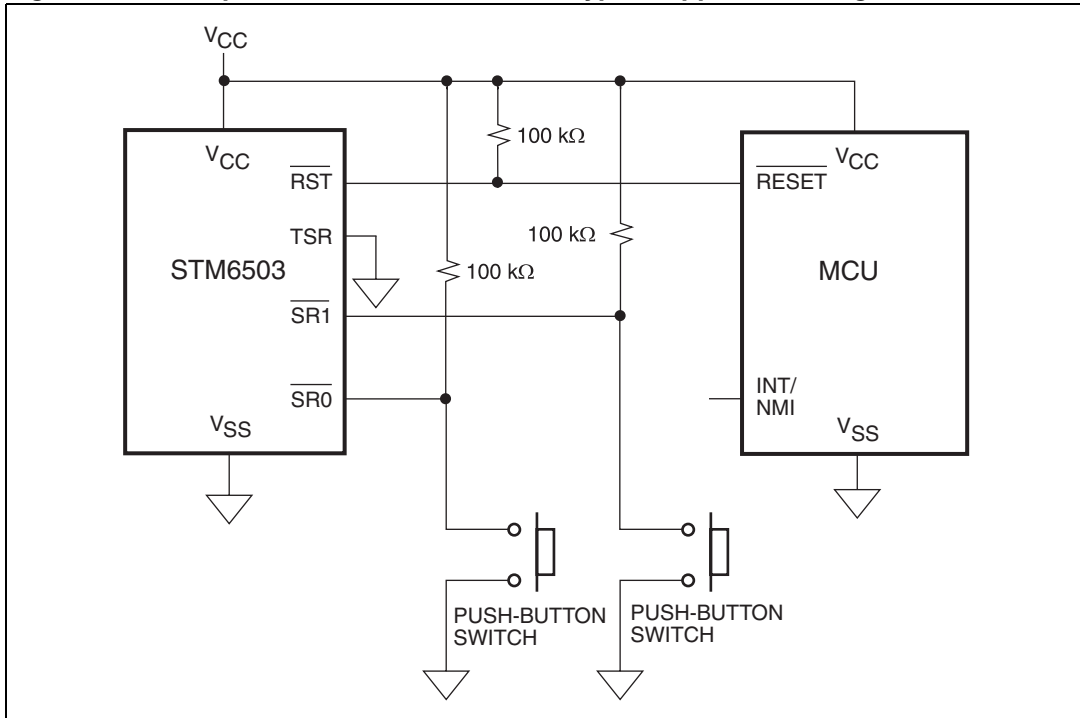 VCC
VCC
RST
TSR
STM6503
SR1
SR0
VSS
100 kΩ
100 kΩ
100 kΩ
VCC
RESET
MCU
INT/
NMI
VSS
PUSH-BUTTON
SWITCH
PUSH-BUTTON
SWITCH